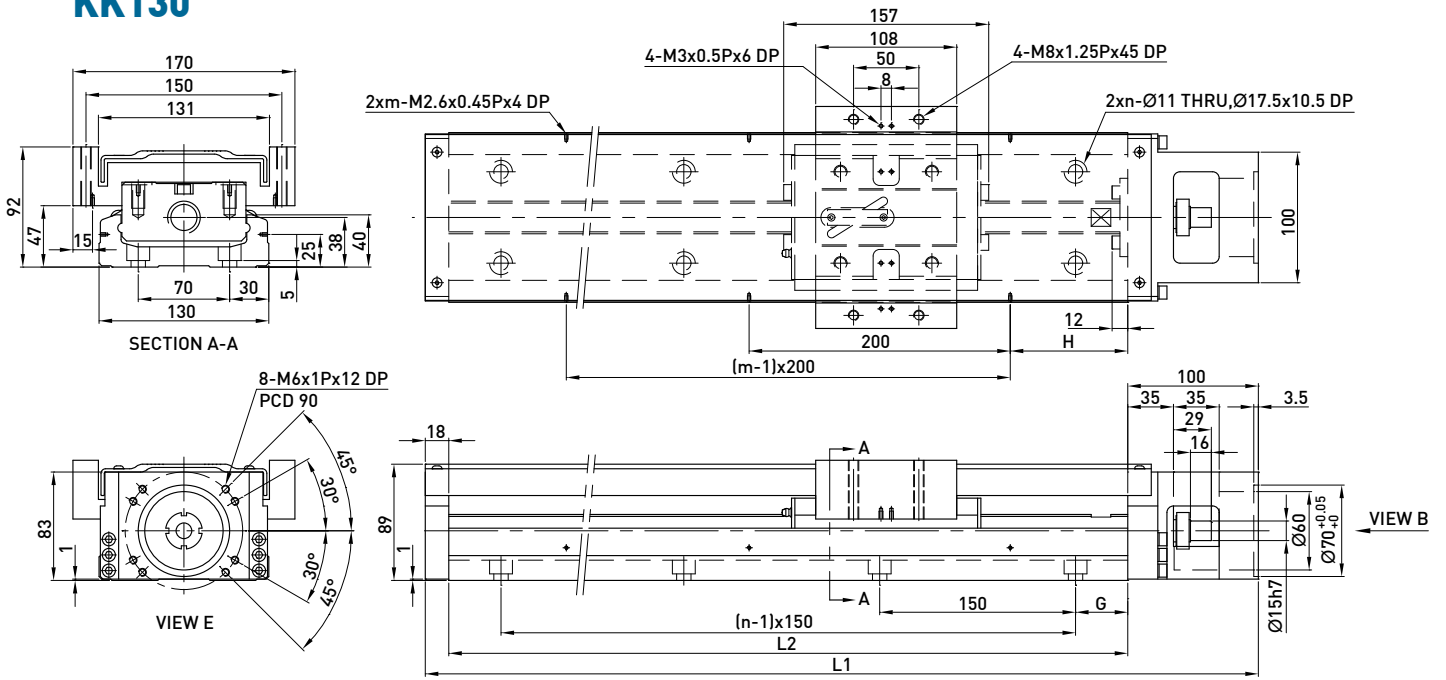 KK130
170
150
131
92
47
15
25
38
40
5
70
30
130
SECTION A-A
2xm-M2.6x0.45Px4 DP
4-M3x0.5Px6 DP
157
108
50
8
4-M8x1.25Px45 DP
2xn-Ø11 THRU,Ø17.5x10.5 DP
100
12
200
H
(m-1)x200
8-M6x1Px12 DP
PCD 90
45°
30°
30°
45°
83
1
VIEW E
18
89
1
A
A
100
35
35
3.5
29
16
Ø60
Ø70 +0.05
+0
Ø15h7
VIEW B
150
G
(n-1)x150
L2
L1